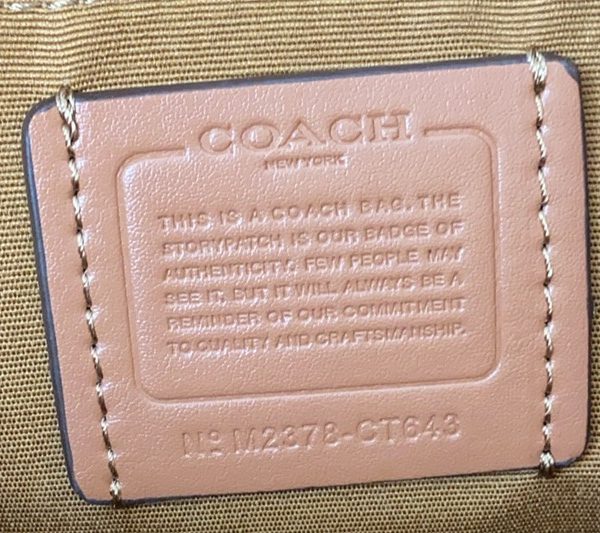 COACH
NEW YORK
THIS IS A COACH BAG. THE
STORYPATCH IS OUR BADGE OF
AUTHENTICITY. FEW PEOPLE MAY
SEE IT, BUT IT WILL ALWAYS BE A
REMINDER OF OUR COMMITMENT
TO QUALITY AND CRAFTSMANSHIP.
Nº M2378-CT643